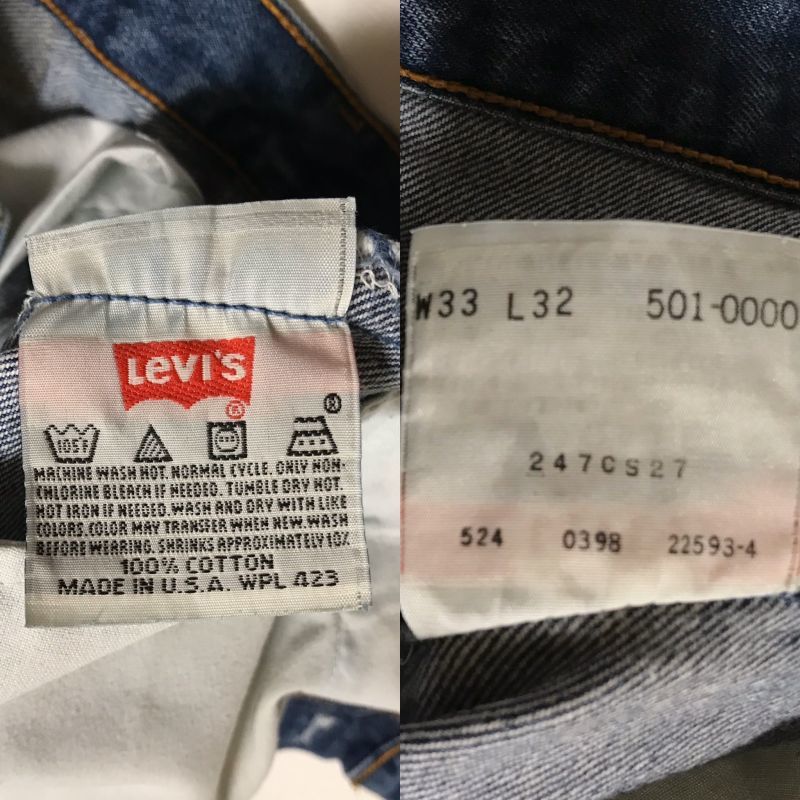 LEVI'S
®
®
105F
MACHINE WASH HOT. NORMAL CYCLE. ONLY NON-
CHLORINE BLEACH IF NEEDED. TUMBLE DRY HOT.
HOT IRON IF NEEDED. WASH AND DRY WITH LIKE
COLORS. COLOR MAY TRANSFER WHEN NEW. WASH
BEFORE WEARING. SHRINKS APPROXIMATELY 10%
100% COTTON
MADE IN U.S.A. WPL 423
W33 L32 501-0000
247CS27
524 0398 22593-4